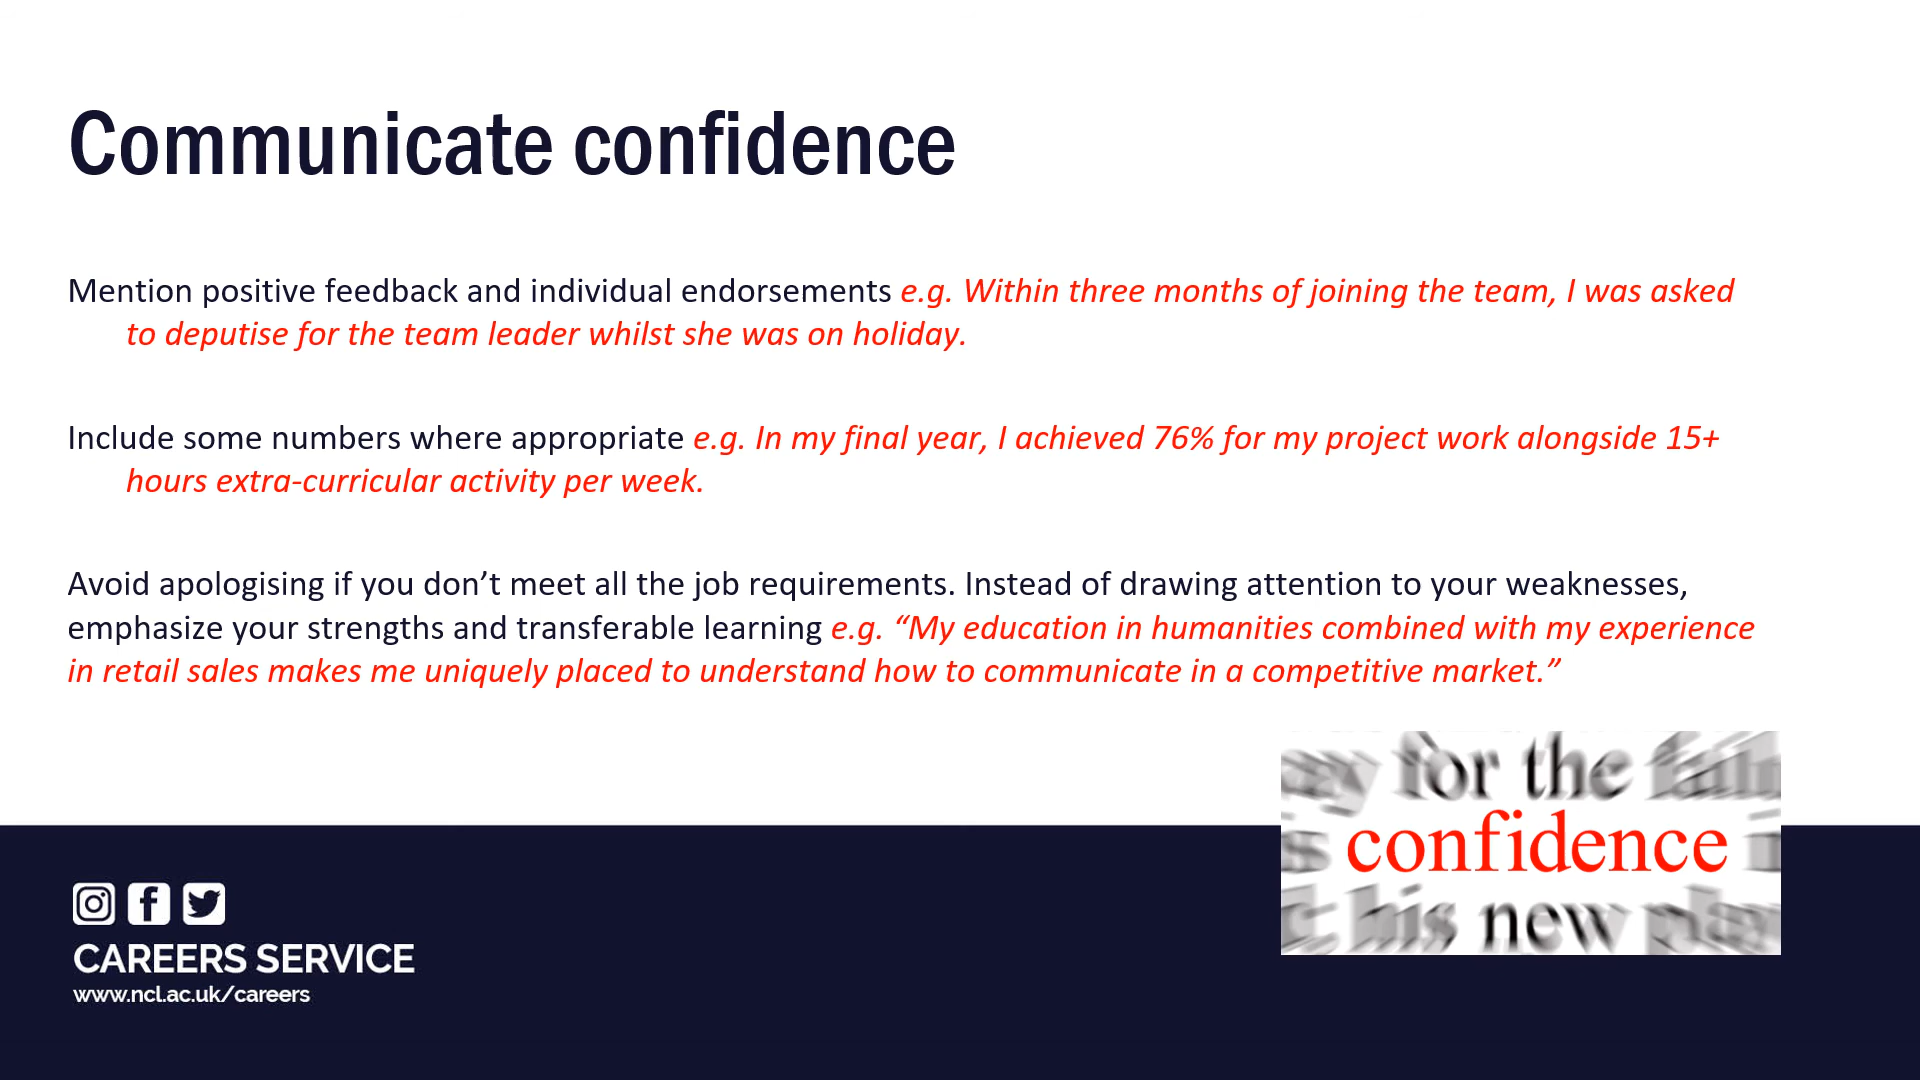 Communicate confidence
Mention positive feedback and individual endorsements e.g. Within three months of joining the team, I was asked
to deputise for the team leader whilst she was on holiday.
Include some numbers where appropriate e.g. In my final year, I achieved 76% for my project work alongside 15+
hours extra-curricular activity per week.
Avoid apologising if you don’t meet all the job requirements. Instead of drawing attention to your weaknesses,
emphasize your strengths and transferable learning e.g. “My education in humanities combined with my experience
in retail sales makes me uniquely placed to understand how to communicate in a competitive market.”
for the
confidence
his new
CAREERS SERVICE
www.ncl.ac.uk/careers